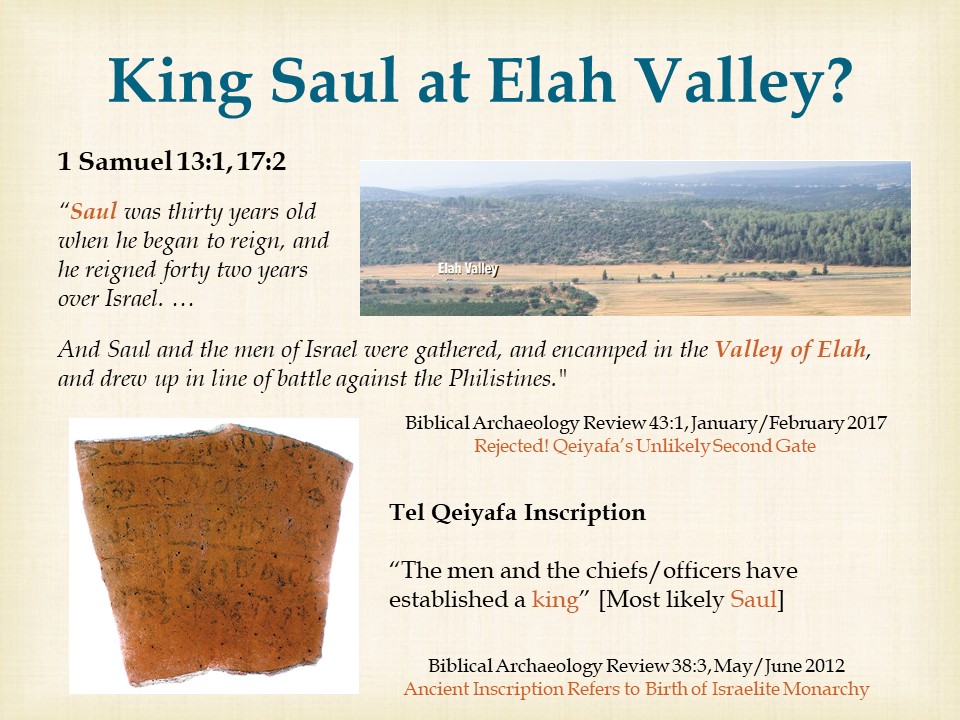 King Saul at Elah Valley?
1 Samuel 13:1, 17:2
“Saul was thirty years old
when he began to reign, and
he reigned forty two years
over Israel. …
Elah Valley
And Saul and the men of Israel were gathered, and encamped in the Valley of Elah,
and drew up in line of battle against the Philistines."
Biblical Archaeology Review 43:1, January/February 2017
Rejected! Qeiyafa’s Unlikely Second Gate
Tel Qeiyafa Inscription
“The men and the chiefs/officers have
established a king” [Most likely Saul]
Biblical Archaeology Review 38:3, May/June 2012
Ancient Inscription Refers to Birth of Israelite Monarchy